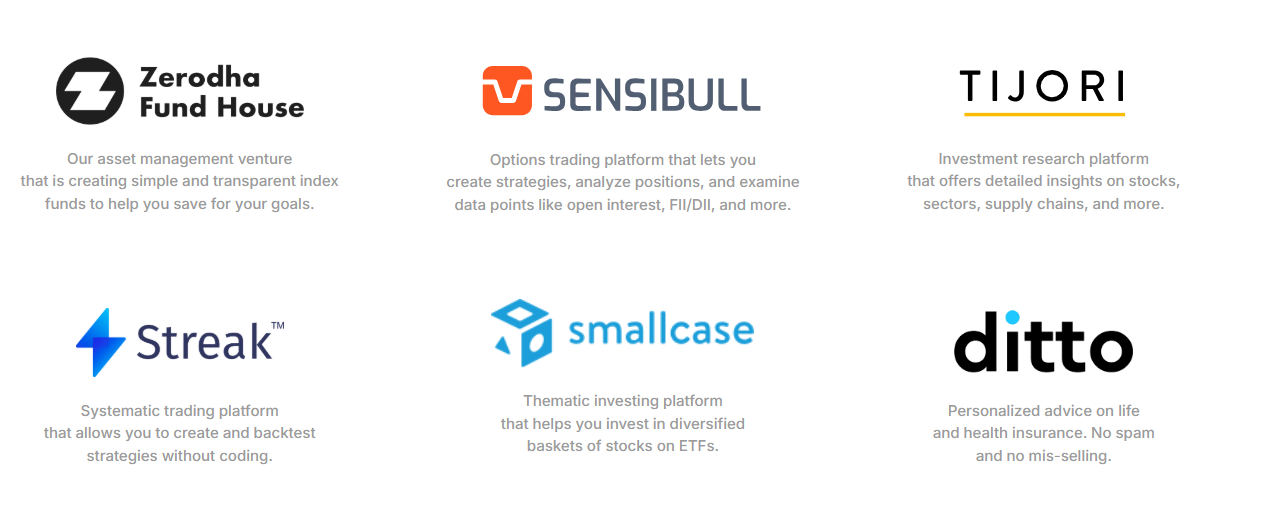 Zerodha
Fund House
Our asset management venture
that is creating simple and transparent index
funds to help you save for your goals.
SENSIBULL
Options trading platform that lets you
create strategies, analyze positions, and examine
data points like open interest, FII/DII, and more.
TIJORI
Investment research platform
that offers detailed insights on stocks,
sectors, supply chains, and more.
Streak™
Systematic trading platform
that allows you to create and backtest
strategies without coding.
smallcase
Thematic investing platform
that helps you invest in diversified
baskets of stocks on ETFs.
ditto
Personalized advice on life
and health insurance. No spam
and no mis-selling.